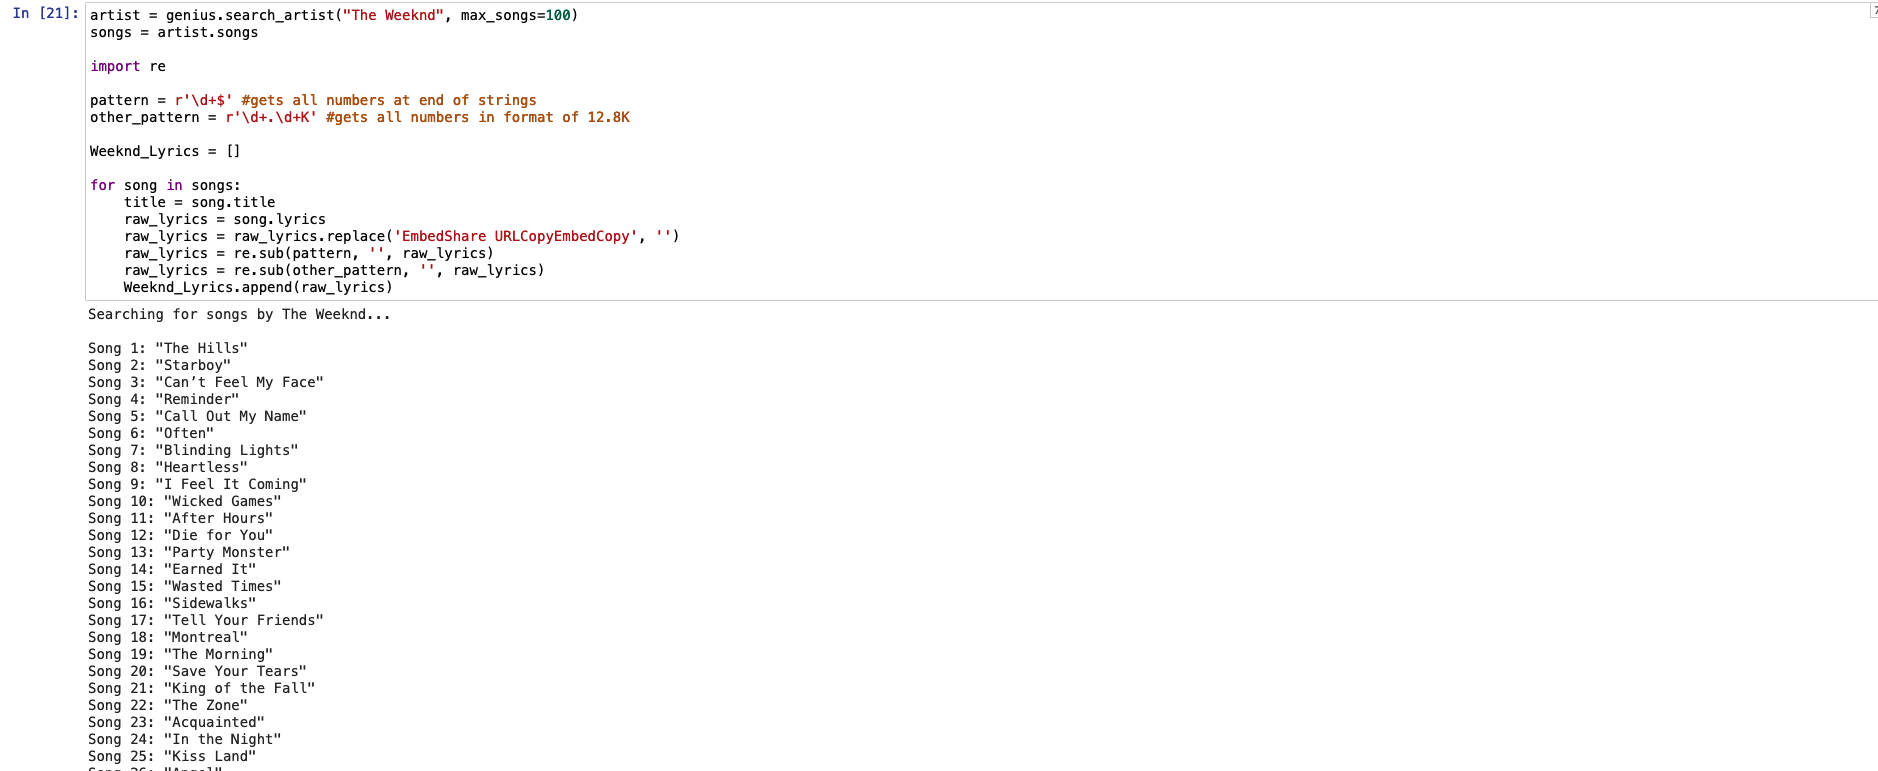 In [21]: artist = genius.search_artist("The Weeknd", max_songs=100)
songs = artist.songs
import re
pattern = r'\d+$' #gets all numbers at end of strings
other_pattern = r'\d+.\d+K' #gets all numbers in format of 12.8K
Weeknd_Lyrics = []
for song in songs:
    title = song.title
    raw_lyrics = song.lyrics
    raw_lyrics = raw_lyrics.replace('EmbedShare URLCopyEmbedCopy', '')
    raw_lyrics = re.sub(pattern, '', raw_lyrics)
    raw_lyrics = re.sub(other_pattern, '', raw_lyrics)
    Weeknd_Lyrics.append(raw_lyrics)
Searching for songs by The Weeknd...
Song 1: "The Hills"
Song 2: "Starboy"
Song 3: "Can’t Feel My Face"
Song 4: "Reminder"
Song 5: "Call Out My Name"
Song 6: "Often"
Song 7: "Blinding Lights"
Song 8: "Heartless"
Song 9: "I Feel It Coming"
Song 10: "Wicked Games"
Song 11: "After Hours"
Song 12: "Die for You"
Song 13: "Party Monster"
Song 14: "Earned It"
Song 15: "Wasted Times"
Song 16: "Sidewalks"
Song 17: "Tell Your Friends"
Song 18: "Montreal"
Song 19: "The Morning"
Song 20: "Save Your Tears"
Song 21: "King of the Fall"
Song 22: "The Zone"
Song 23: "Acquainted"
Song 24: "In the Night"
Song 25: "Kiss Land"